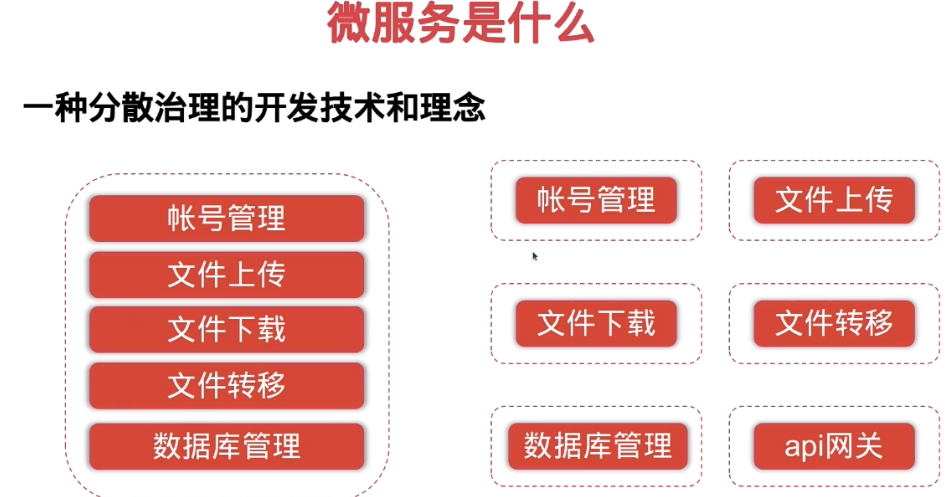 微服务是什么
一种分散治理的开发技术和理念
帐号管理
文件上传
文件下载
文件转移
数据库管理
帐号管理
文件上传
文件下载
文件转移
数据库管理
api网关